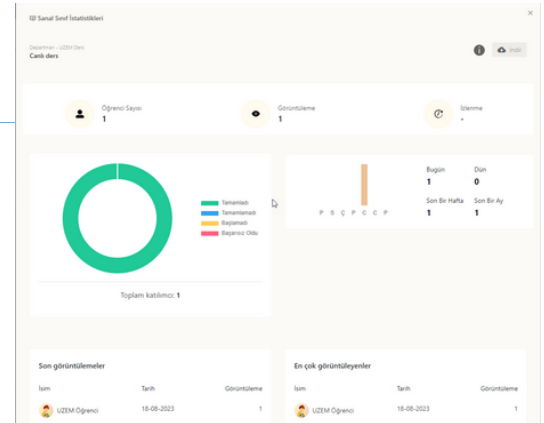 Sanal Sınıf İstatistikleri
Departman - UZEM Ders
Canlı ders
İndir
Öğrenci Sayısı
1
Görüntüleme
1
İzlenme
-
Tamamladı
Tamamlamadı
Başlamadı
Başarısız Oldu
Toplam katılımcı: 1
P S Ç P C C P
Bugün
1
Dün
0
Son Bir Hafta
1
Son Bir Ay
1
Son görüntülemeler
İsim Tarih Görüntüleme
UZEM Öğrenci 18-08-2023 1
En çok görüntüleyenler
İsim Tarih Görüntüleme
UZEM Öğrenci 18-08-2023 1